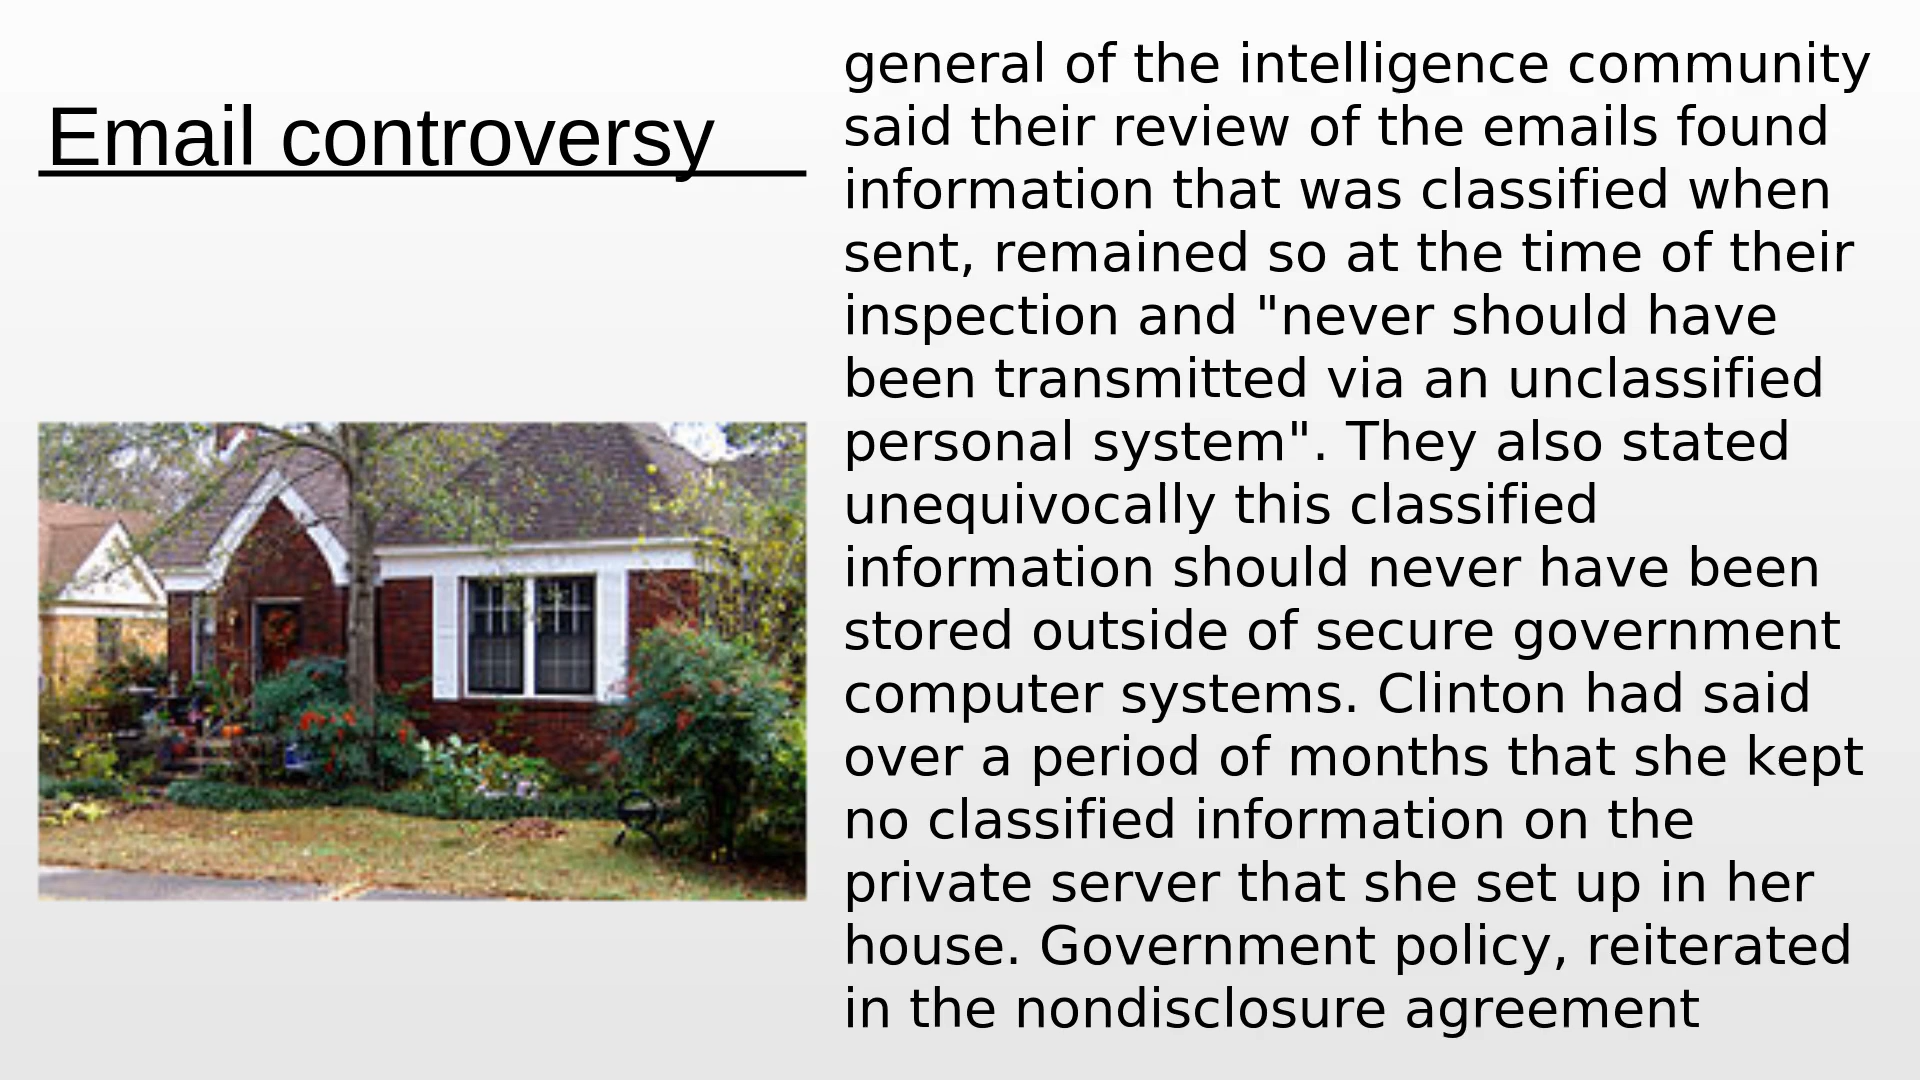 Email controversy
general of the intelligence community
said their review of the emails found
information that was classified when
sent, remained so at the time of their
inspection and "never should have
been transmitted via an unclassified
personal system". They also stated
unequivocally this classified
information should never have been
stored outside of secure government
computer systems. Clinton had said
over a period of months that she kept
no classified information on the
private server that she set up in her
house. Government policy, reiterated
in the nondisclosure agreement